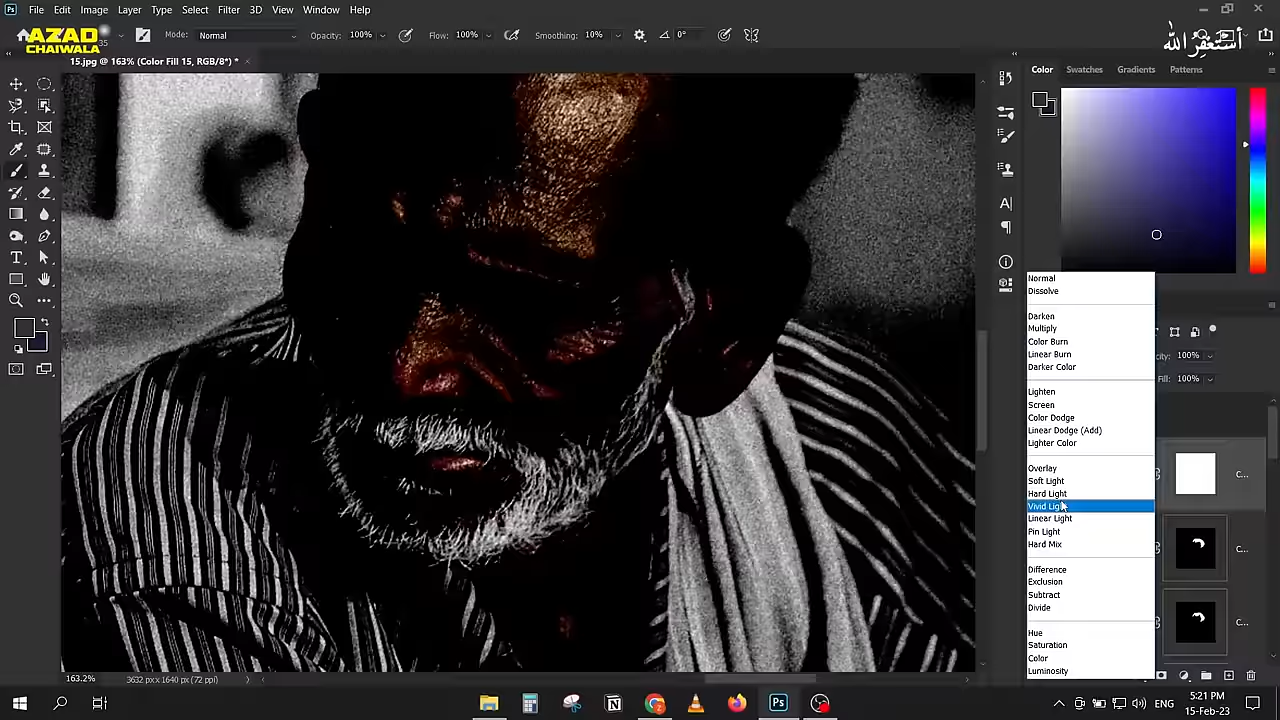 Ps File Edit Image Layer Type Select Filter 3D View Window Help
AZAD
CHAIWALA
35 Mode: Normal Opacity: 100% Flow: 100% Smoothing: 10% 0°
أستغفر الله
15.jpg @ 163% (Color Fill 15, RGB/8*) *
Color Swatches Gradients Patterns
Normal
Dissolve
Darken
Multiply
Color Burn
Linear Burn
Darker Color
Lighten
Screen
Color Dodge
Linear Dodge (Add)
Lighter Color
Overlay
Soft Light
Hard Light
Vivid Light
Linear Light
Pin Light
Hard Mix
Difference
Exclusion
Subtract
Divide
Hue
Saturation
Color
Luminosity
100%
Fill: 100%
C...
C...
C...
163.2% 3632 px x 1640 px (72 ppi)
Ps
ENG
5:21 PM
15-Feb-23